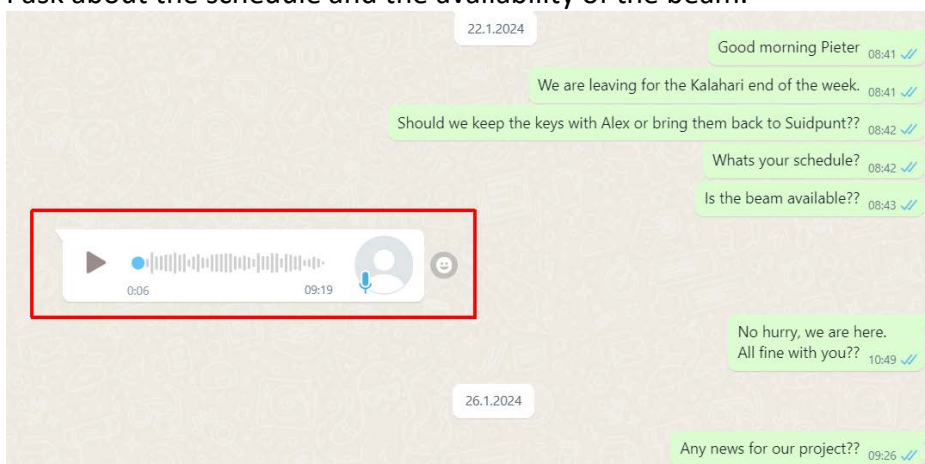 I ask about the schedule and the availability of the beam.
22.1.2024
Good morning Pieter 08:41
We are leaving for the Kalahari end of the week. 08:41
Should we keep the keys with Alex or bring them back to Suidpunt?? 08:42
Whats your schedule? 08:42
Is the beam available?? 08:43
0:06 09:19
No hurry, we are here.
All fine with you?? 10:49
26.1.2024
Any news for our project?? 09:26